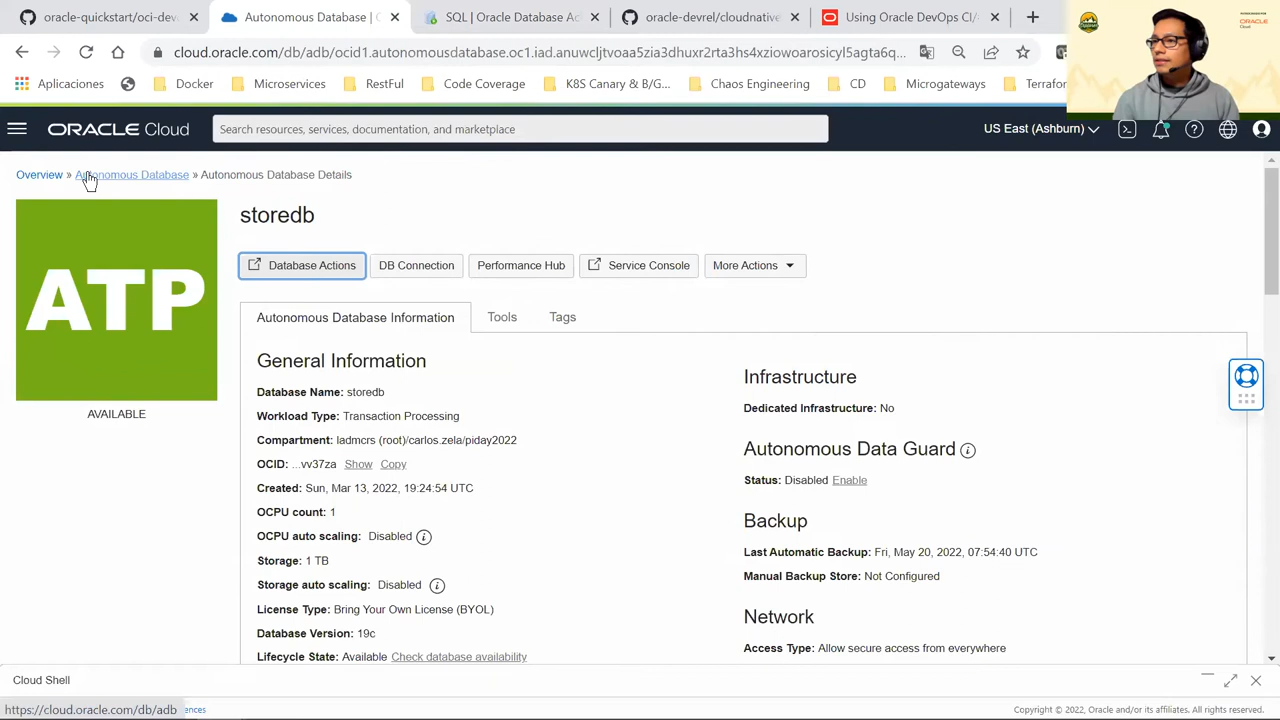 oracle-quickstart/oci-dev
Autonomous Database | O
SQL | Oracle Database Ac
oracle-devrel/cloudnative
Using Oracle DevOps CI/
cloud.oracle.com/db/adb/ocid1.autonomousdatabase.oc1.iad.anuwcljtvoaa5zia3dhuxr2rta3hs4xziowoarosicyl5agta6q...
Aplicaciones
Docker
Microservices
RestFul
Code Coverage
K8S Canary & B/G...
Chaos Engineering
CD
Microgateways
Terrafor
ORACLE Cloud
Search resources, services, documentation, and marketplace
US East (Ashburn)
Overview » Autonomous Database » Autonomous Database Details
ATP
AVAILABLE
storedb
Database Actions
DB Connection
Performance Hub
Service Console
More Actions
Autonomous Database Information
Tools
Tags
General Information
Database Name: storedb
Workload Type: Transaction Processing
Compartment: ladmcrs (root)/carlos.zela/piday2022
OCID: ...vv37za Show Copy
Created: Sun, Mar 13, 2022, 19:24:54 UTC
OCPU count: 1
OCPU auto scaling: Disabled
Storage: 1 TB
Storage auto scaling: Disabled
License Type: Bring Your Own License (BYOL)
Database Version: 19c
Lifecycle State: Available Check database availability
Infrastructure
Dedicated Infrastructure: No
Autonomous Data Guard
Status: Disabled Enable
Backup
Last Automatic Backup: Fri, May 20, 2022, 07:54:40 UTC
Manual Backup Store: Not Configured
Network
Access Type: Allow secure access from everywhere
Cloud Shell
https://cloud.oracle.com/db/adb
rences
Copyright © 2022, Oracle and/or its affiliates. All rights reserved.